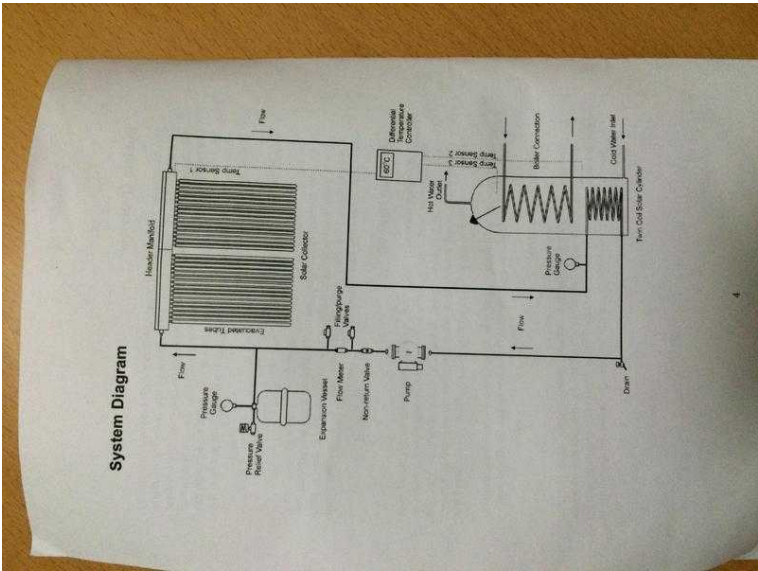 System Diagram
Header Manifold
Flow
Flow
Temp Sensor 1
Evacuated Tubes
Solar Collector
Pressure
Gauge
Pressure
Relief Valve
Expansion Vessel
Filling/purge
Valves
Flow Meter
Non-return Valve
Pump
Differential
Temperature
Controller
60°C
Temp Sensor 3
Temp Sensor 2
Hot Water
Outlet
Boiler Connection
Cold Water Inlet
Pressure
Gauge
Flow
Twin Coil Solar Cylinder
Drain
4